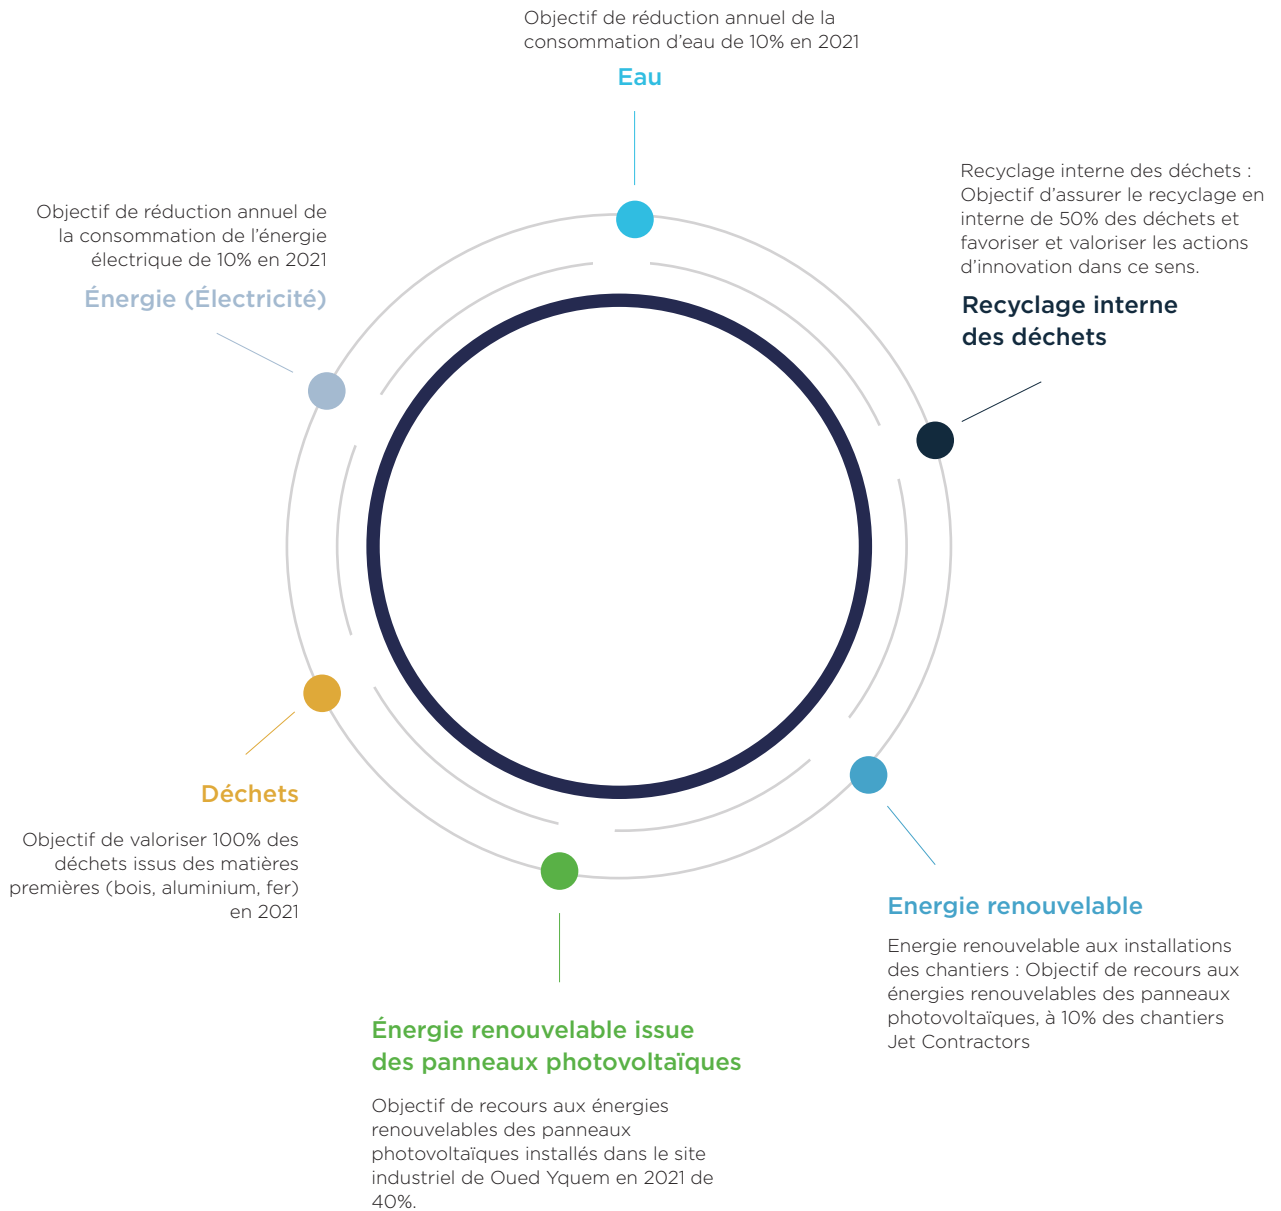 Objectif de réduction annuel de la
consommation d’eau de 10% en 2021
Eau
Recyclage interne des déchets :
Objectif d’assurer le recyclage en
interne de 50% des déchets et
favoriser et valoriser les actions
d’innovation dans ce sens.
Recyclage interne
des déchets
Energie renouvelable
Energie renouvelable aux installations
des chantiers : Objectif de recours aux
énergies renouvelables des panneaux
photovoltaïques, à 10% des chantiers
Jet Contractors
Énergie renouvelable issue
des panneaux photovoltaïques
Objectif de recours aux énergies
renouvelables des panneaux
photovoltaïques installés dans le site
industriel de Oued Yquem en 2021 de
40%.
Déchets
Objectif de valoriser 100% des
déchets issus des matières
premières (bois, aluminium, fer)
en 2021
Objectif de réduction annuel de
la consommation de l’énergie
électrique de 10% en 2021
Énergie (Électricité)